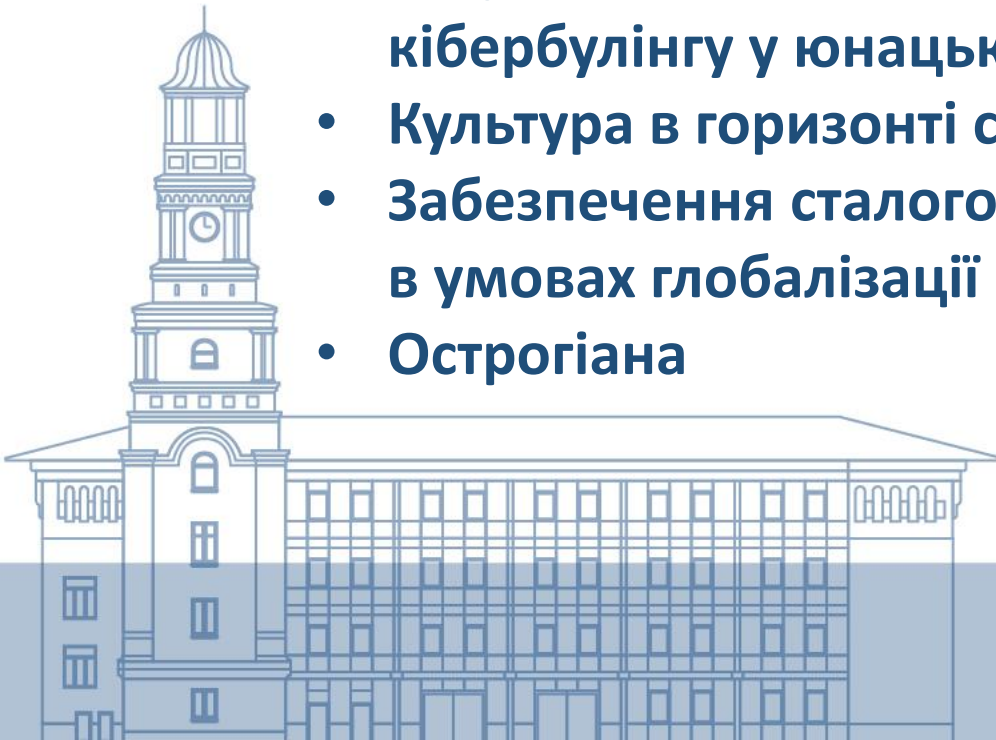 кібербулінгу у юнацьк
• Культура в горизонті с
• Забезпечення сталого
в умовах глобалізації
• Острогіана